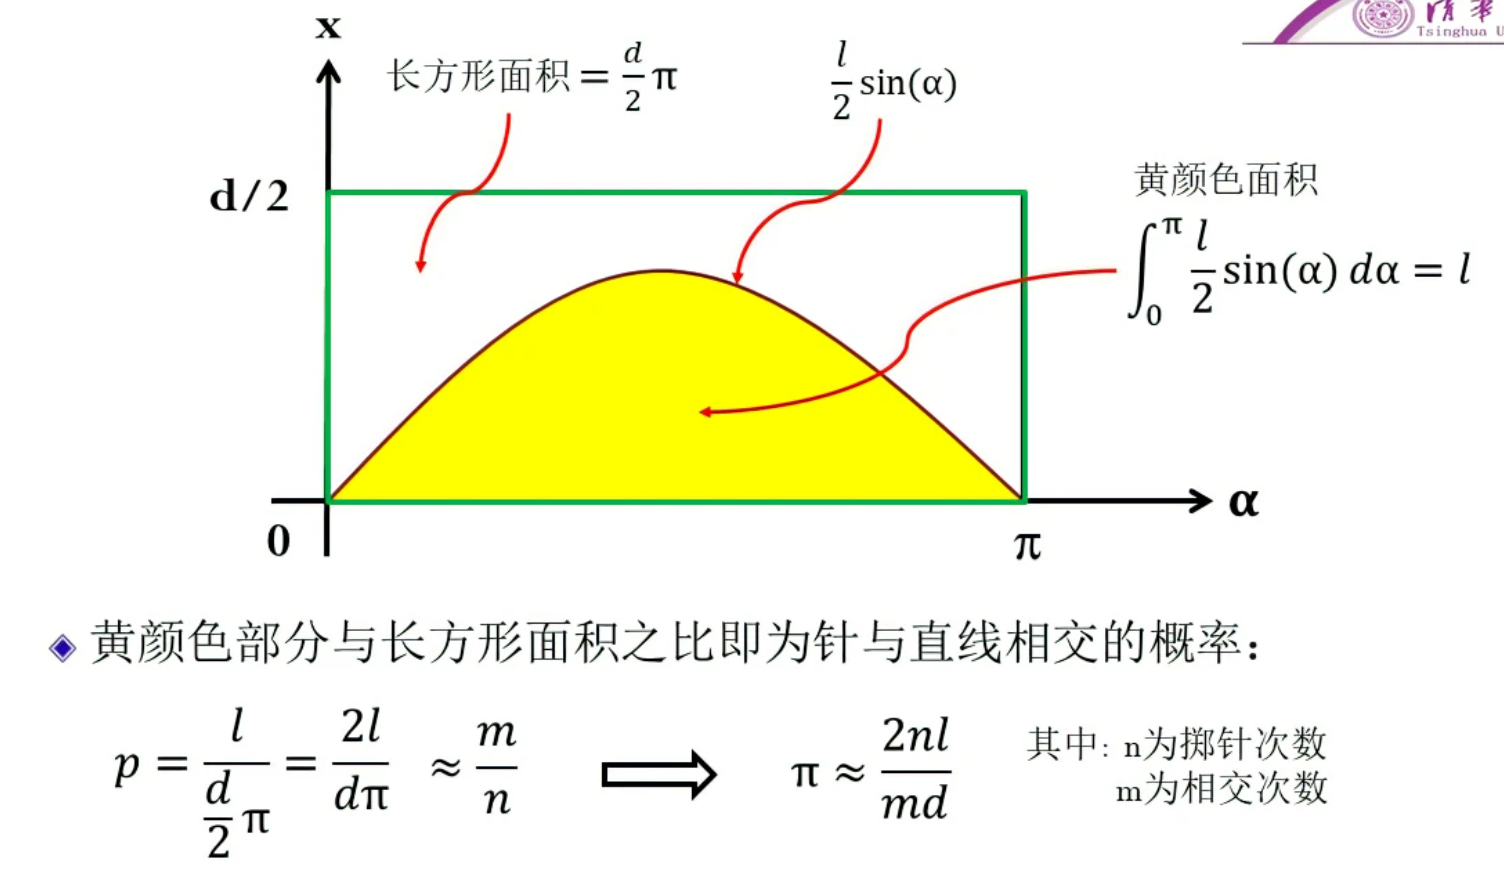 x
清华
Tsinghua U
长方形面积 = d/2 π
l/2 sin(α)
d/2
黄颜色面积
∫₀^π l/2 sin(α) dα = l
0
π
α
黄颜色部分与长方形面积之比即为针与直线相交的概率：
p = l/(d/2 π) = 2l/dπ ≈ m/n
π ≈ 2nl/md
其中: n为掷针次数
m为相交次数